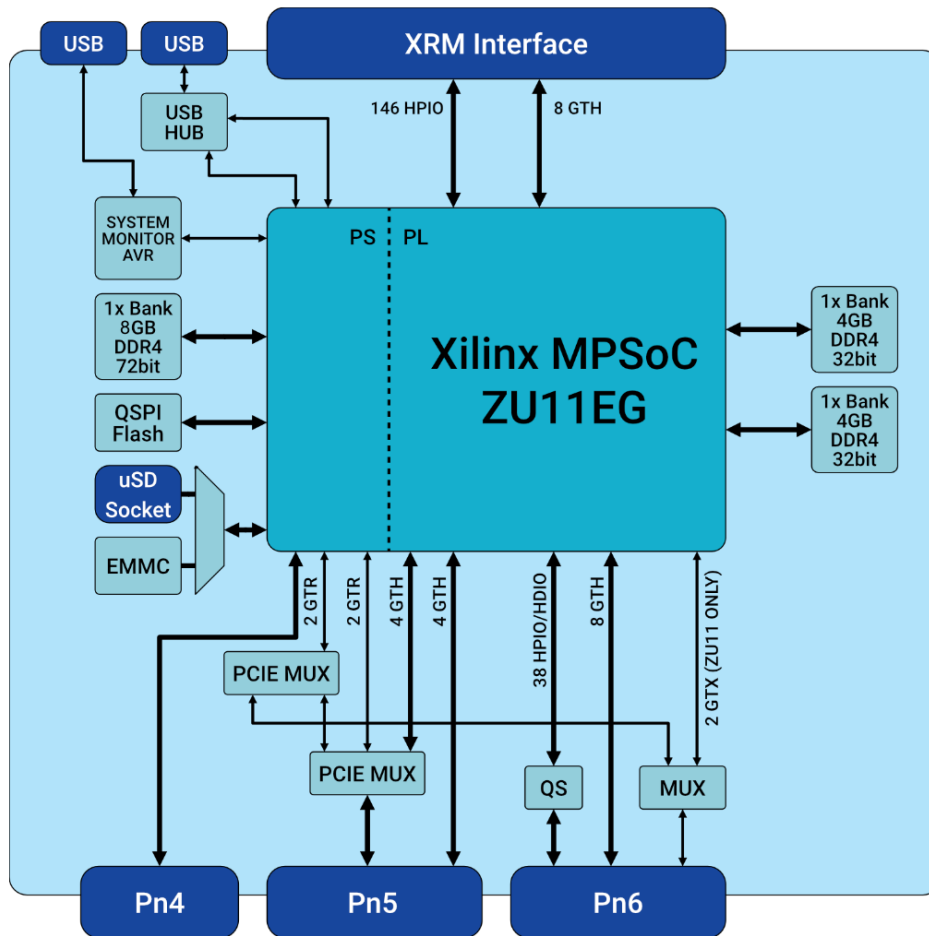 USB
USB
XRM Interface
USB
HUB
146 HPIO
8 GTH
SYSTEM
MONITOR
AVR
PS
PL
1x Bank
8GB
DDR4
72bit
Xilinx MPSoC
ZU11EG
1x Bank
4GB
DDR4
32bit
QSPI
Flash
1x Bank
4GB
DDR4
32bit
uSD
Socket
EMMC
2 GTR
2 GTR
4 GTH
4 GTH
38 HPIO/HDIO
8 GTH
2 GTX (ZU11 ONLY)
PCIE MUX
PCIE MUX
QS
MUX
Pn4
Pn5
Pn6